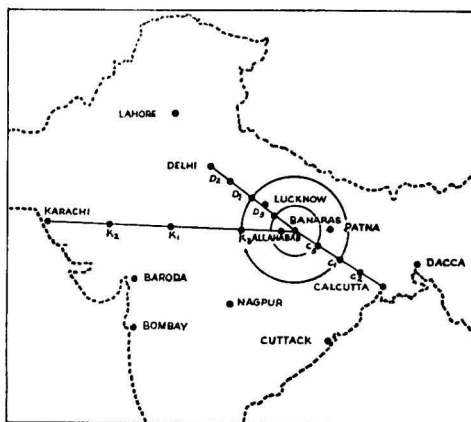 LAHORE
DELHI
D₂
D₁
LUCKNOW
D₃
KARACHI
BANARAS
PATNA
K₂
K₁
K₃
ALLAHABAD
C₃
C₁
C₂
DACCA
BARODA
CALCUTTA
NAGPUR
BOMBAY
CUTTACK